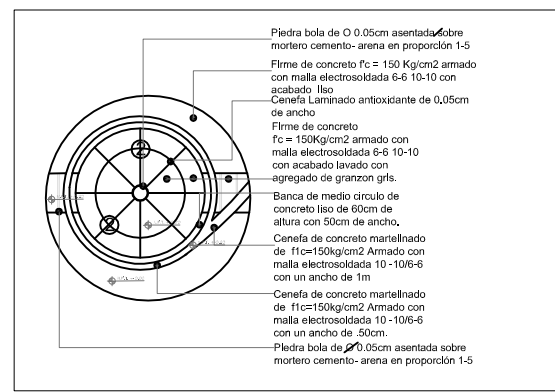 Piedra bola de O 0.05cm asentada sobre
mortero cemento- arena en proporción 1-5
Firme de concreto f'c = 150 Kg/cm2 armado
con malla electrosoldada 6-6 10-10 con
acabado liso
Cenefa Laminado antioxidante de 0.05cm
de ancho
Firme de concreto
f'c = 150Kg/cm2 armado con
malla electrosoldada 6-6 10-10
con acabado lavado con
agregado de granzon gris.
Banca de medio circulo de
concreto liso de 60cm de
altura con 50cm de ancho.
Cenefa de concreto martelinado
de f1c=150kg/cm2 Armado con
malla electrosoldada 10 -10/6-6
con un ancho de 1m
Cenefa de concreto martelinado
de f1c=150kg/cm2 Armado con
malla electrosoldada 10 -10/6-6
con un ancho de .50cm.
Piedra bola de Ø 0.05cm asentada sobre
mortero cemento- arena en proporción 1-5
2
2